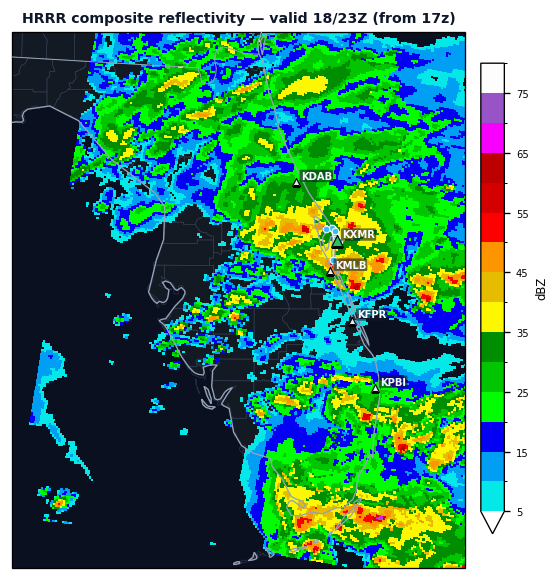 HRRR composite reflectivity — valid 18/23Z (from 17z)
KDAB
KXMR
KMLB
KFPR
KPBI
75
65
55
45
35
25
15
5
dBZ